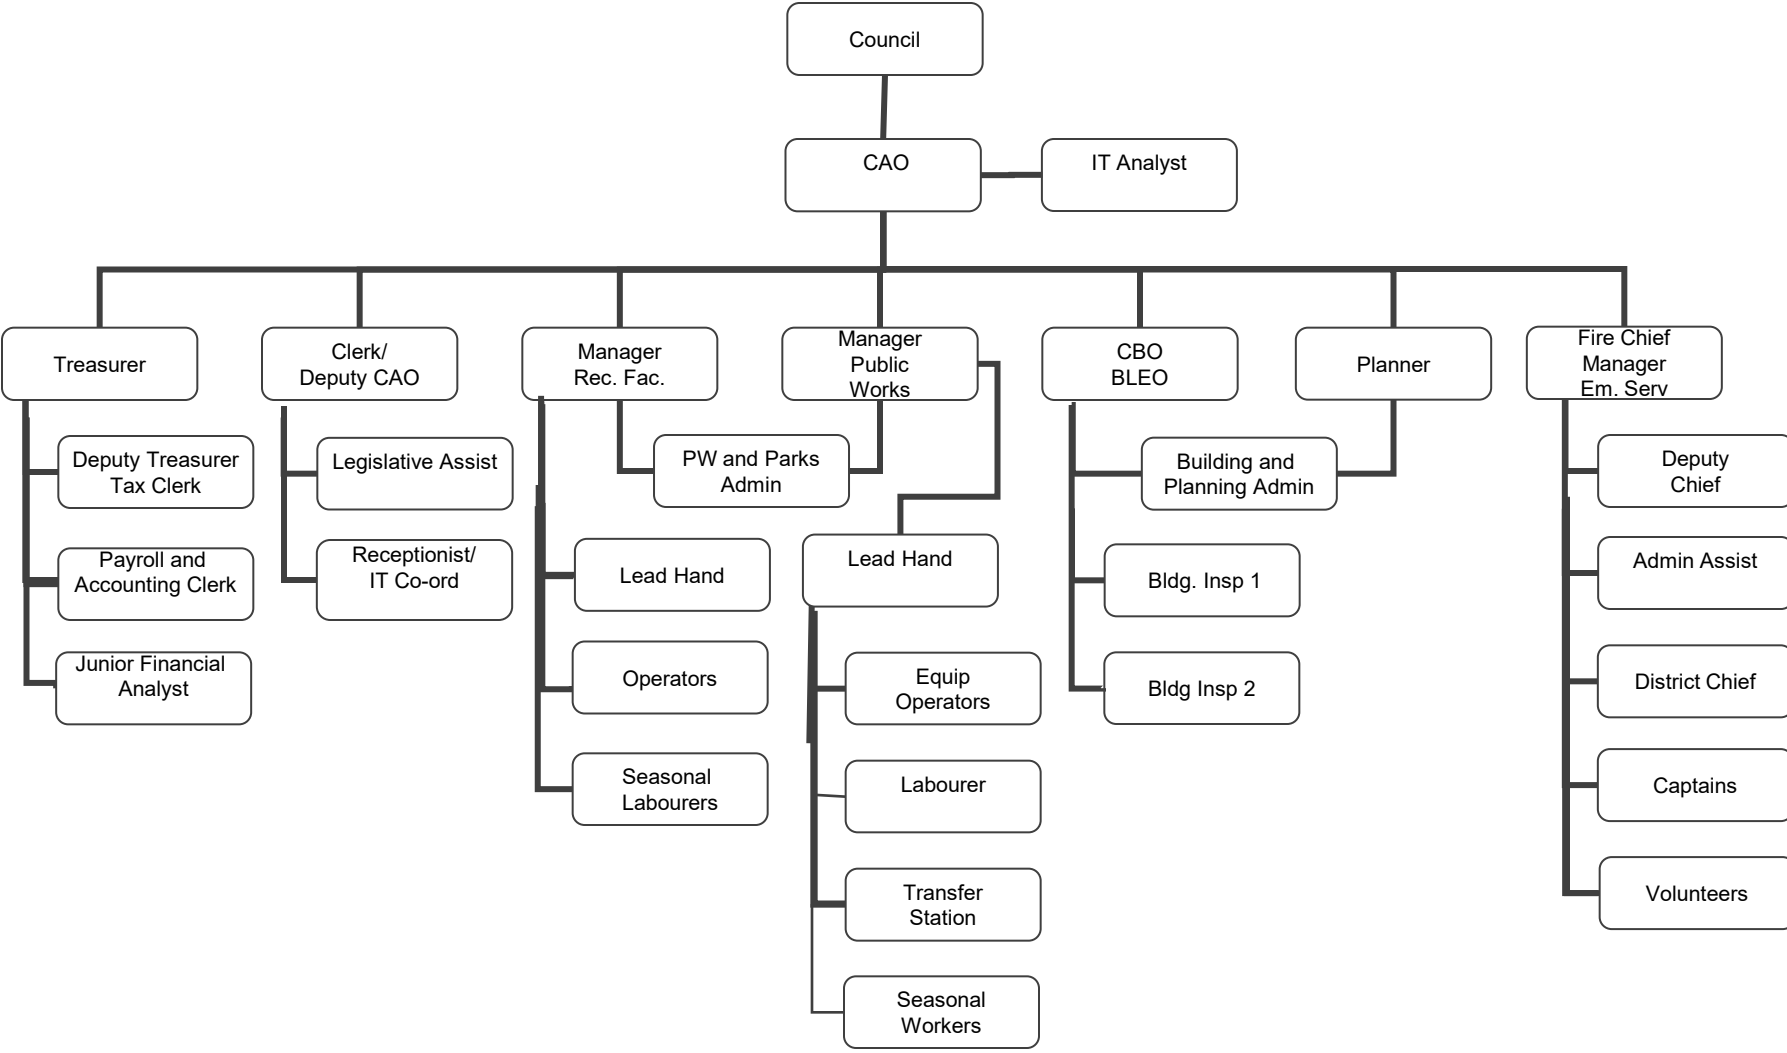 Council
CAO
IT Analyst
Treasurer
Clerk/
Deputy CAO
Manager
Rec. Fac.
Manager
Public
Works
CBO
BLEO
Planner
Fire Chief
Manager
Em. Serv
Deputy Treasurer
Tax Clerk
Legislative Assist
PW and Parks
Admin
Building and
Planning Admin
Deputy
Chief
Payroll and
Accounting Clerk
Receptionist/
IT Co-ord
Lead Hand
Lead Hand
Bldg. Insp 1
Admin Assist
Junior Financial
Analyst
Operators
Equip
Operators
Bldg Insp 2
District Chief
Seasonal
Labourers
Labourer
Captains
Transfer
Station
Volunteers
Seasonal
Workers